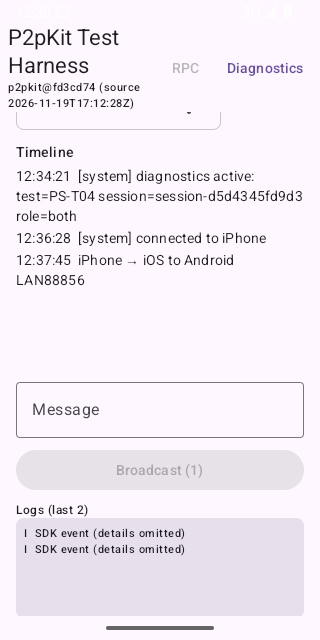 P2pKit Test
Harness
RPC
Diagnostics
p2pkit@fd3cd74 (source
2026-11-19T17:12:28Z)
Timeline
12:34:21  [system] diagnostics active:
test=PS-T04 session=session-d5d4345fd9d3
role=both
12:36:28  [system] connected to iPhone
12:37:45  iPhone → iOS to Android
LAN88856
Message
Broadcast (1)
Logs (last 2)
I  SDK event (details omitted)
I  SDK event (details omitted)